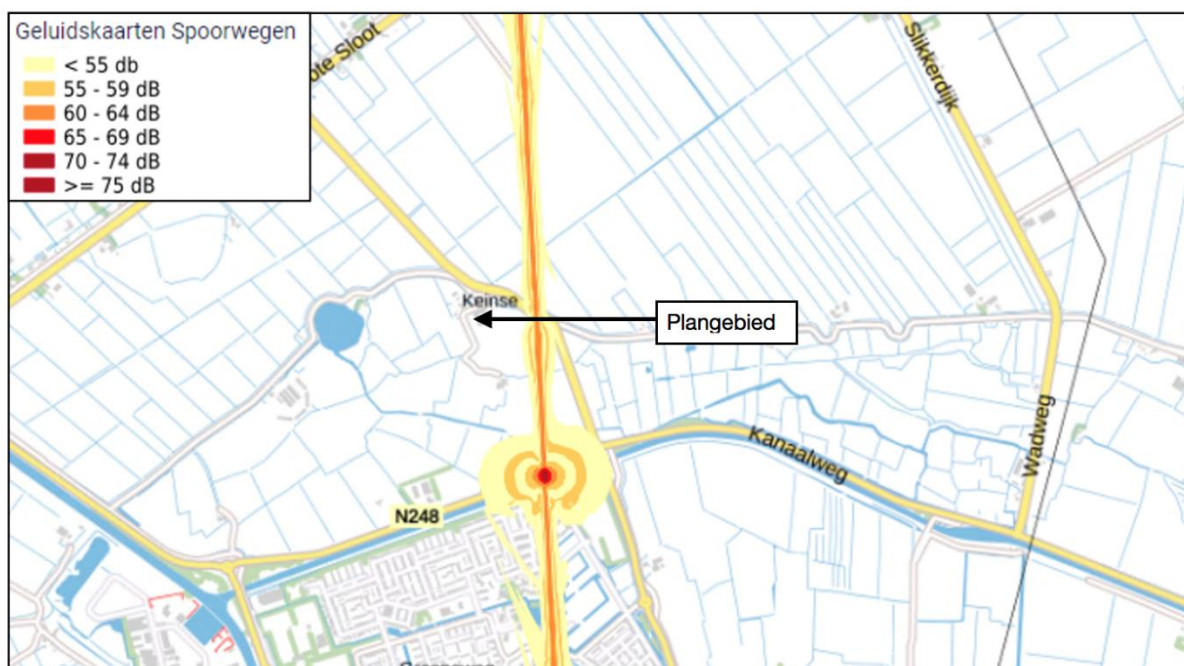 Geluidskaarten Spoorwegen
< 55 db
55 - 59 dB
60 - 64 dB
65 - 69 dB
70 - 74 dB
>= 75 dB
ote Sloot
Slikkerdijk
Keinse
Plangebied
Kanaalweg
Wadweg
N248